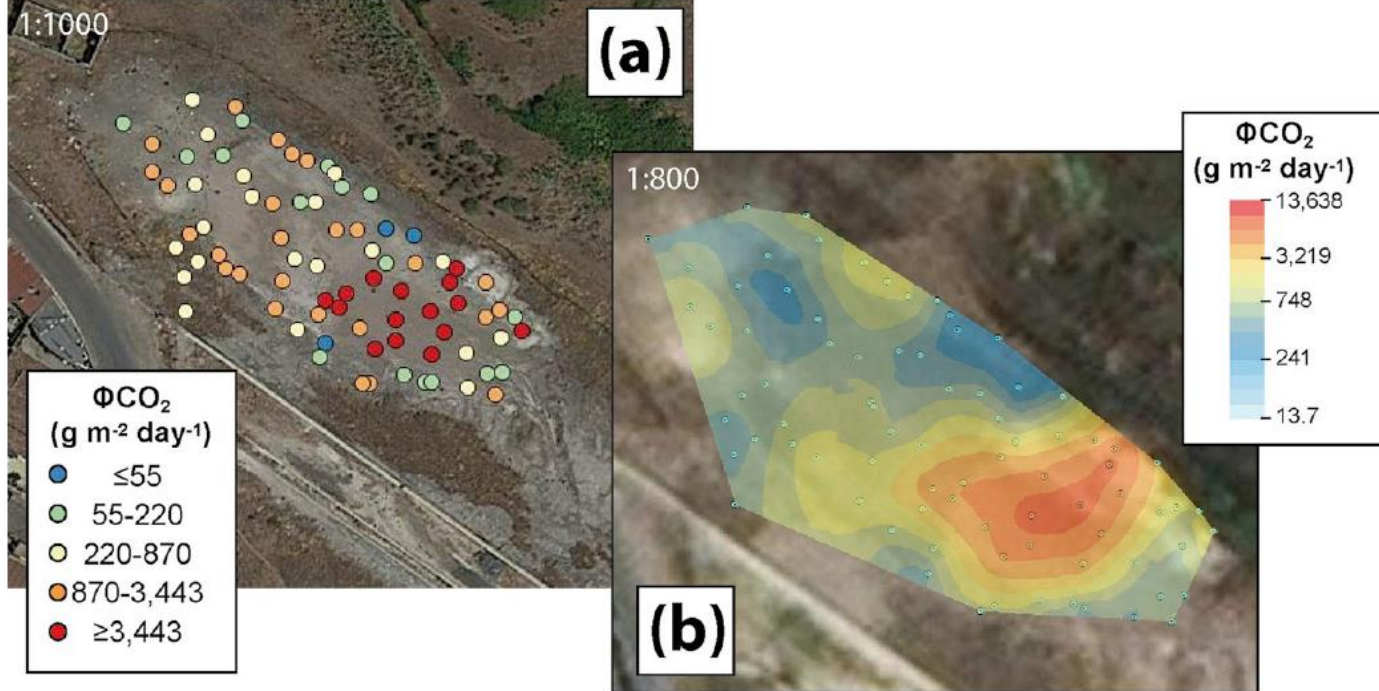 1:1000
(a)
ΦCO₂
(g m⁻² day⁻¹)
≤55
55-220
220-870
870-3,443
≥3,443
1:800
(b)
ΦCO₂
(g m⁻² day⁻¹)
13,638
3,219
748
241
13.7